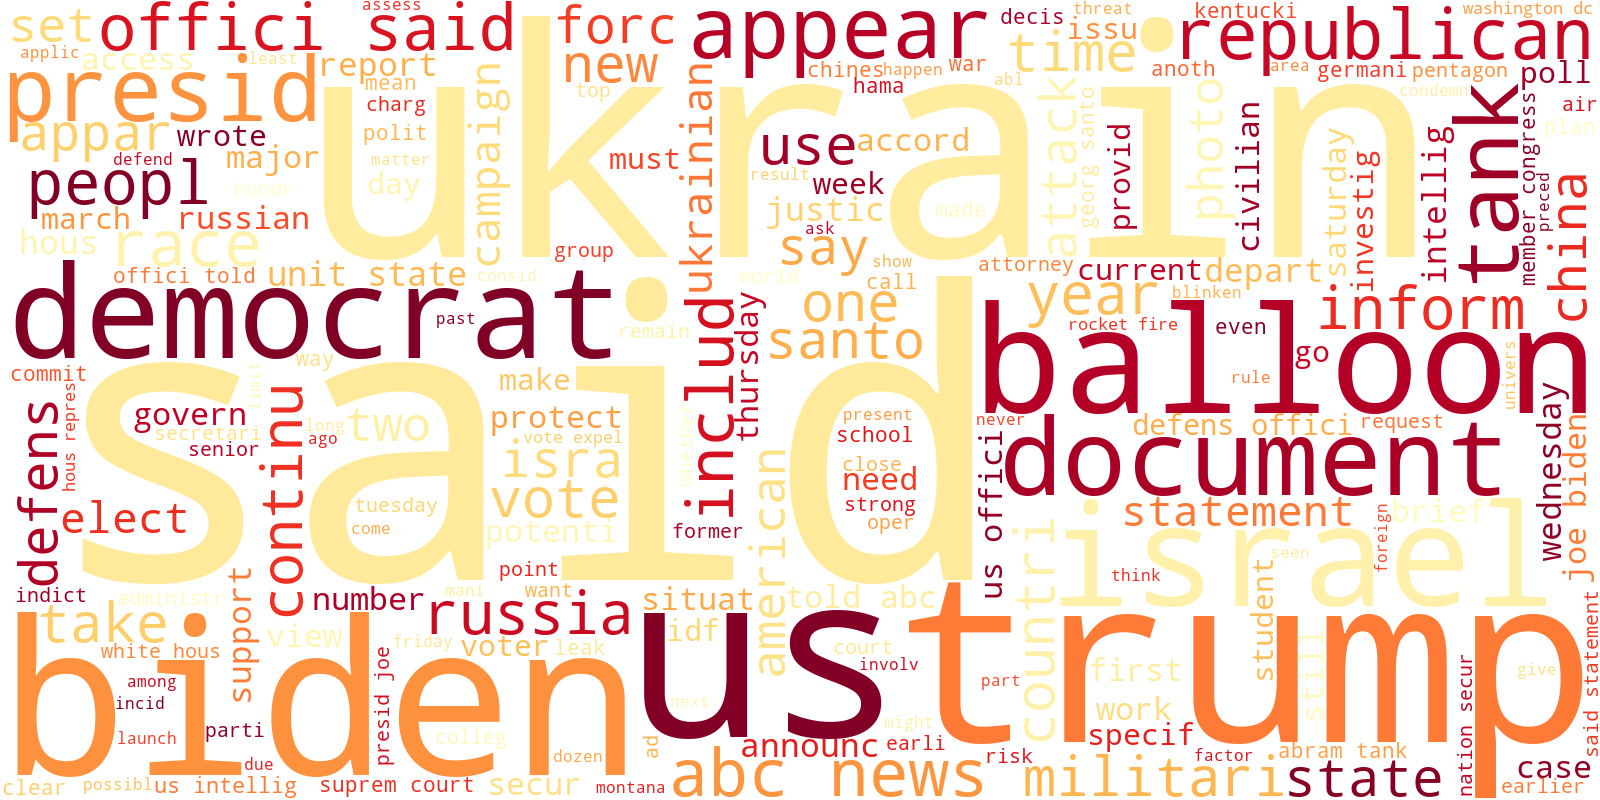 set
offici said
assess
forc
appear
decis
threat
issu
kentucki
washington dc
republican
applic
access
least
presid
report
mean
charg
polit
matter
appar
wrote
major
defend
hundr
day
peopl
march
russian
hous
race
offici told
unit state
ukrain
campaign
new
top
must
ukrainian
group
consid
world
remain
chines
happen
war
hama
abl
time
anoth
area
germani
pentagon
condemn
poll
air
plan
use
accord
result
week
justic
made
ask
say
show
call
attorney
attack
georg santo
provid
photo
civilian
saturday
investig
intellig
tank
member congress
preced
china
current
depart
blinken
year
inform
democrat
past
way
commit
defens
hous repres
govern
secretari
senior
limit
continu
long
ago
two
make
protect
vote expel
isra
vote
potenti
whether
includ
thursday
one
santo
rocket fire
even
go
rule
univers
balloon
said
elect
tuesday
come
present
school
close
need
strong
oper
former
american
never
us offici
document
defens offici
request
wednesday
joe biden
statement
brief
countri
israel
seen
foreign
think
student
indict
administr
number
point
mani
want
situat
told abc
take
russia
idf
view
friday
voter
leak
court
involv
white hous
support
among
incid
presid joe
biden
us
trump
next
might
part
first
work
still
give
nation secur
said statement
launch
parti
due
colleg
dozen
ad
announc
earli
risk
specif
factor
abram tank
case
clear
possibl
us intellig
suprem court
secur
montana
abc news
militari
state
earlier